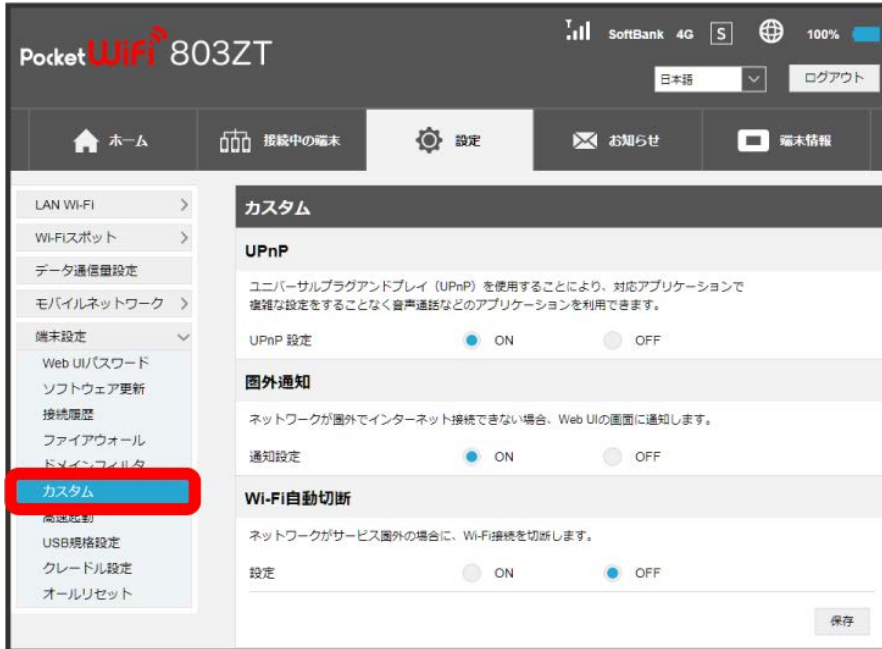 Pocket WiFi 803ZT
SoftBank 4G S 100%
日本語
ログアウト
ホーム
接続中の端末
設定
お知らせ
端末情報
LAN Wi-Fi
Wi-Fiスポット
データ通信量設定
モバイルネットワーク
端末設定
Web UIパスワード
ソフトウェア更新
接続履歴
ファイアウォール
ドメインフィルタ
カスタム
高速起動
USB規格設定
クレードル設定
オールリセット
カスタム
UPnP
ユニバーサルプラグアンドプレイ（UPnP）を使用することにより、対応アプリケーションで
複雑な設定をすることなく音声通話などのアプリケーションを利用できます。
UPnP 設定 ON OFF
圏外通知
ネットワークが圏外でインターネット接続できない場合、Web UIの画面に通知します。
通知設定 ON OFF
Wi-Fi自動切断
ネットワークがサービス圏外の場合に、Wi-Fi接続を切断します。
設定 ON OFF
保存